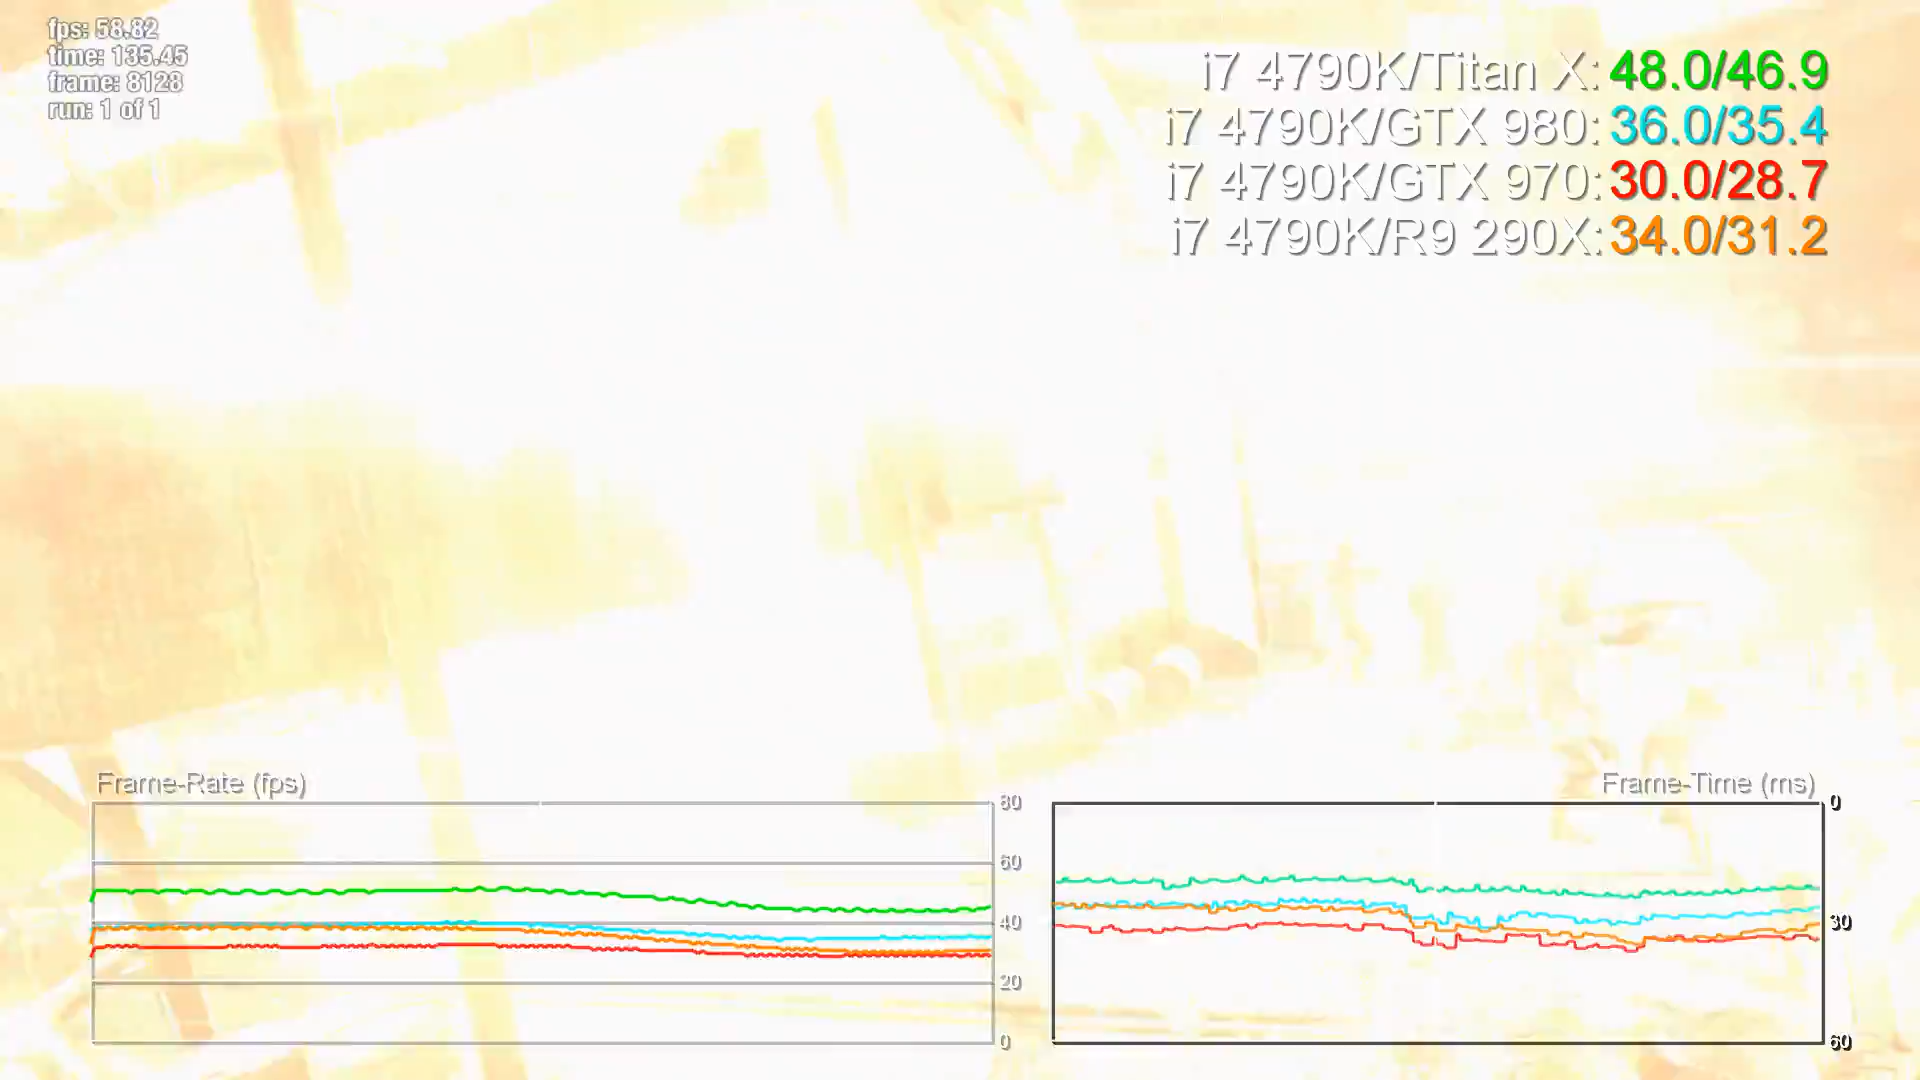 fps: 58.82
time: 135.45
frame: 8128
run: 1 of 1
i7 4790K/Titan X: 48.0/46.9
i7 4790K/GTX 980: 36.0/35.4
i7 4790K/GTX 970: 30.0/28.7
i7 4790K/R9 290X: 34.0/31.2
Frame-Rate (fps)
80
60
40
20
0
Frame-Time (ms)
0
30
60